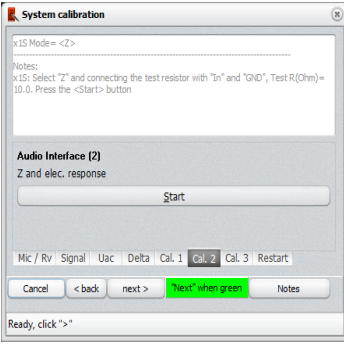 System calibration
x1S Mode= <Z>
Notes:
x1S: Select "Z" and connecting the test resistor with "In" and "GND", Test R(Ohm)=
10.0. Press the <Start> button
Audio Interface (2)
Z and elec. response
Start
Mic / Rv Signal Uac Delta Cal. 1 Cal. 2 Cal. 3 Restart
Cancel < back next > "Next" when green Notes
Ready, click ">"